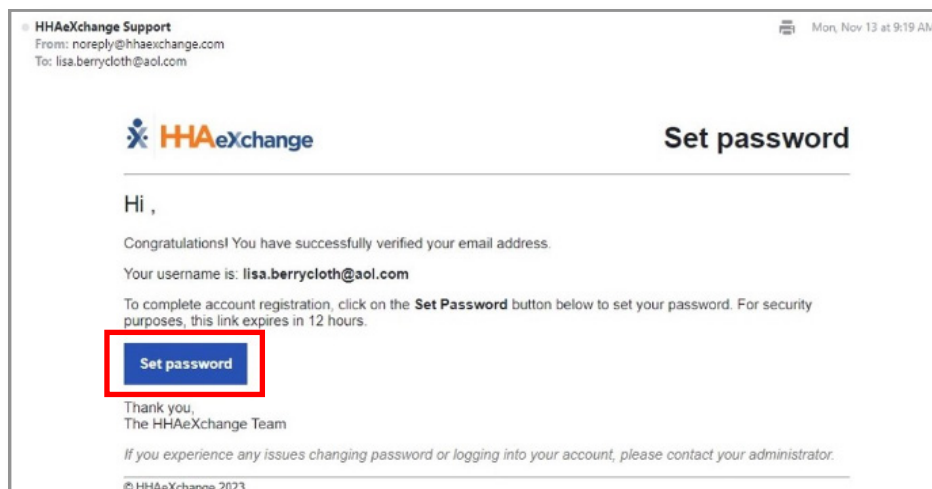 HHAeXchange Support
Mon, Nov 13 at 9:19 AM
From: noreply@hhaexchange.com
To: lisa.berrycloth@aol.com
HHAeXchange
Set password
Hi ,
Congratulations! You have successfully verified your email address.
Your username is: lisa.berrycloth@aol.com
To complete account registration, click on the Set Password button below to set your password. For security
purposes, this link expires in 12 hours.
Set password
Thank you,
The HHAeXchange Team
If you experience any issues changing password or logging into your account, please contact your administrator.
© HHAeXchange 2023